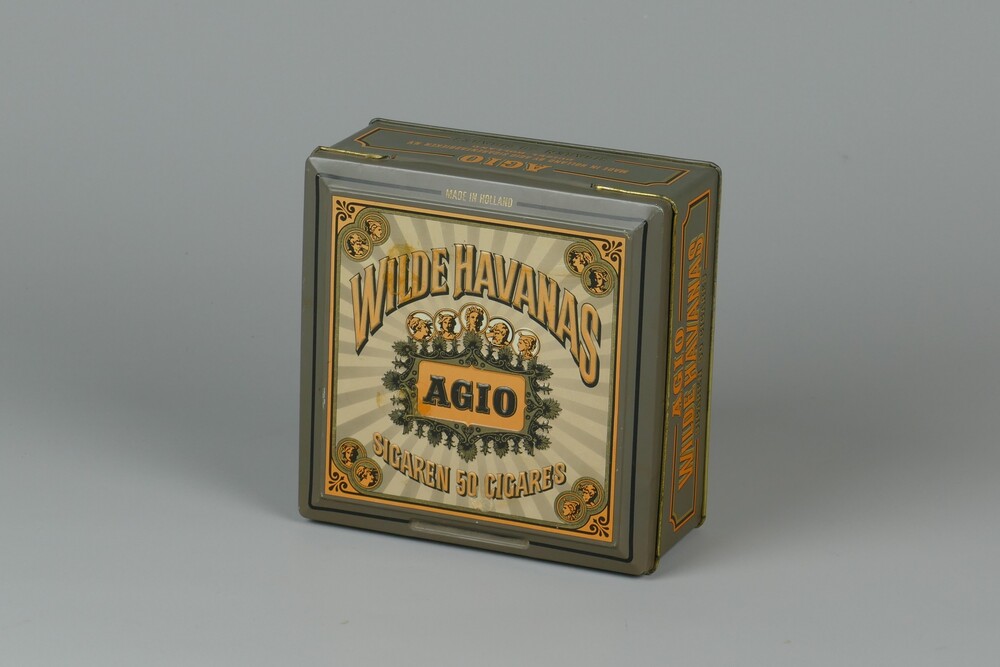 AGIO
MADE IN HOLLAND
WILDE HAVANAS
AGIO
SIGAREN 50 CIGARES
AGIO
WILDE HAVANAS